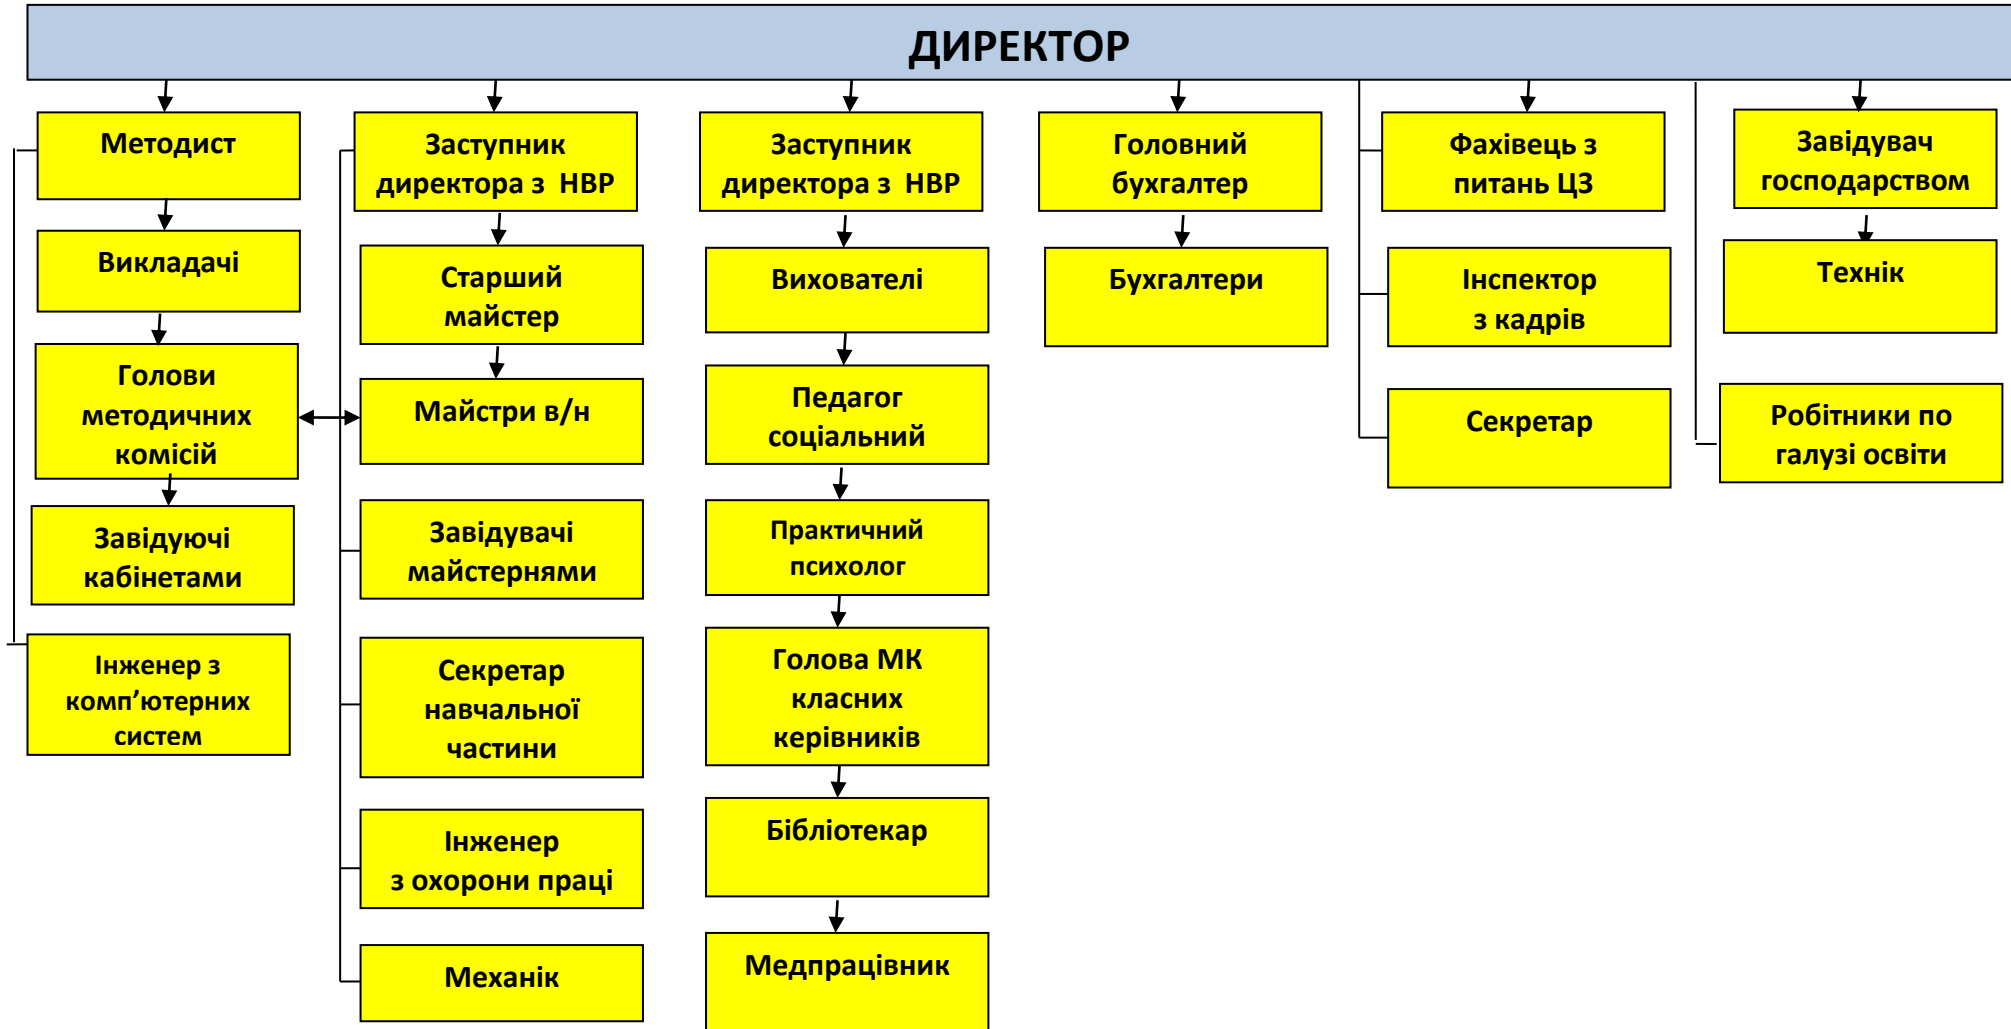 ДИРЕКТОР
Методист
Викладачі
Голови
методичних
комісій
Завідуючі
кабінетами
Інженер з
комп’ютерних
систем
Заступник
директора з НВР
Старший
майстер
Майстри в/н
Завідувачі
майстернями
Секретар
навчальної
частини
Інженер
з охорони праці
Механік
Заступник
директора з НВР
Вихователі
Педагог
соціальний
Практичний
психолог
Голова МК
класних
керівників
Бібліотекар
Медпрацівник
Головний
бухгалтер
Бухгалтери
Фахівець з
питань ЦЗ
Інспектор
з кадрів
Секретар
Завідувач
господарством
Технік
Робітники по
галузі освіти